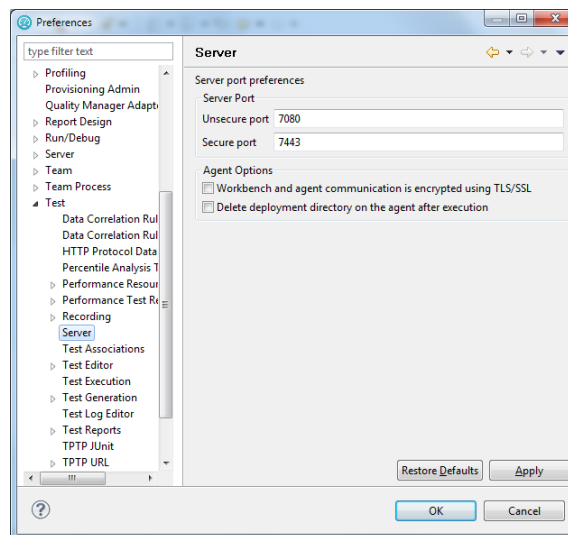 Preferences
type filter text
Profiling
Provisioning Admin
Quality Manager Adapt
Report Design
Run/Debug
Server
Team
Team Process
Test
Data Correlation Rul
Data Correlation Rul
HTTP Protocol Data
Percentile Analysis T
Performance Resour
Performance Test Re
Recording
Server
Test Associations
Test Editor
Test Execution
Test Generation
Test Log Editor
Test Reports
TPTP JUnit
TPTP URL
Server
Server port preferences
Server Port
Unsecure port 7080
Secure port 7443
Agent Options
Workbench and agent communication is encrypted using TLS/SSL
Delete deployment directory on the agent after execution
Restore Defaults Apply
OK Cancel